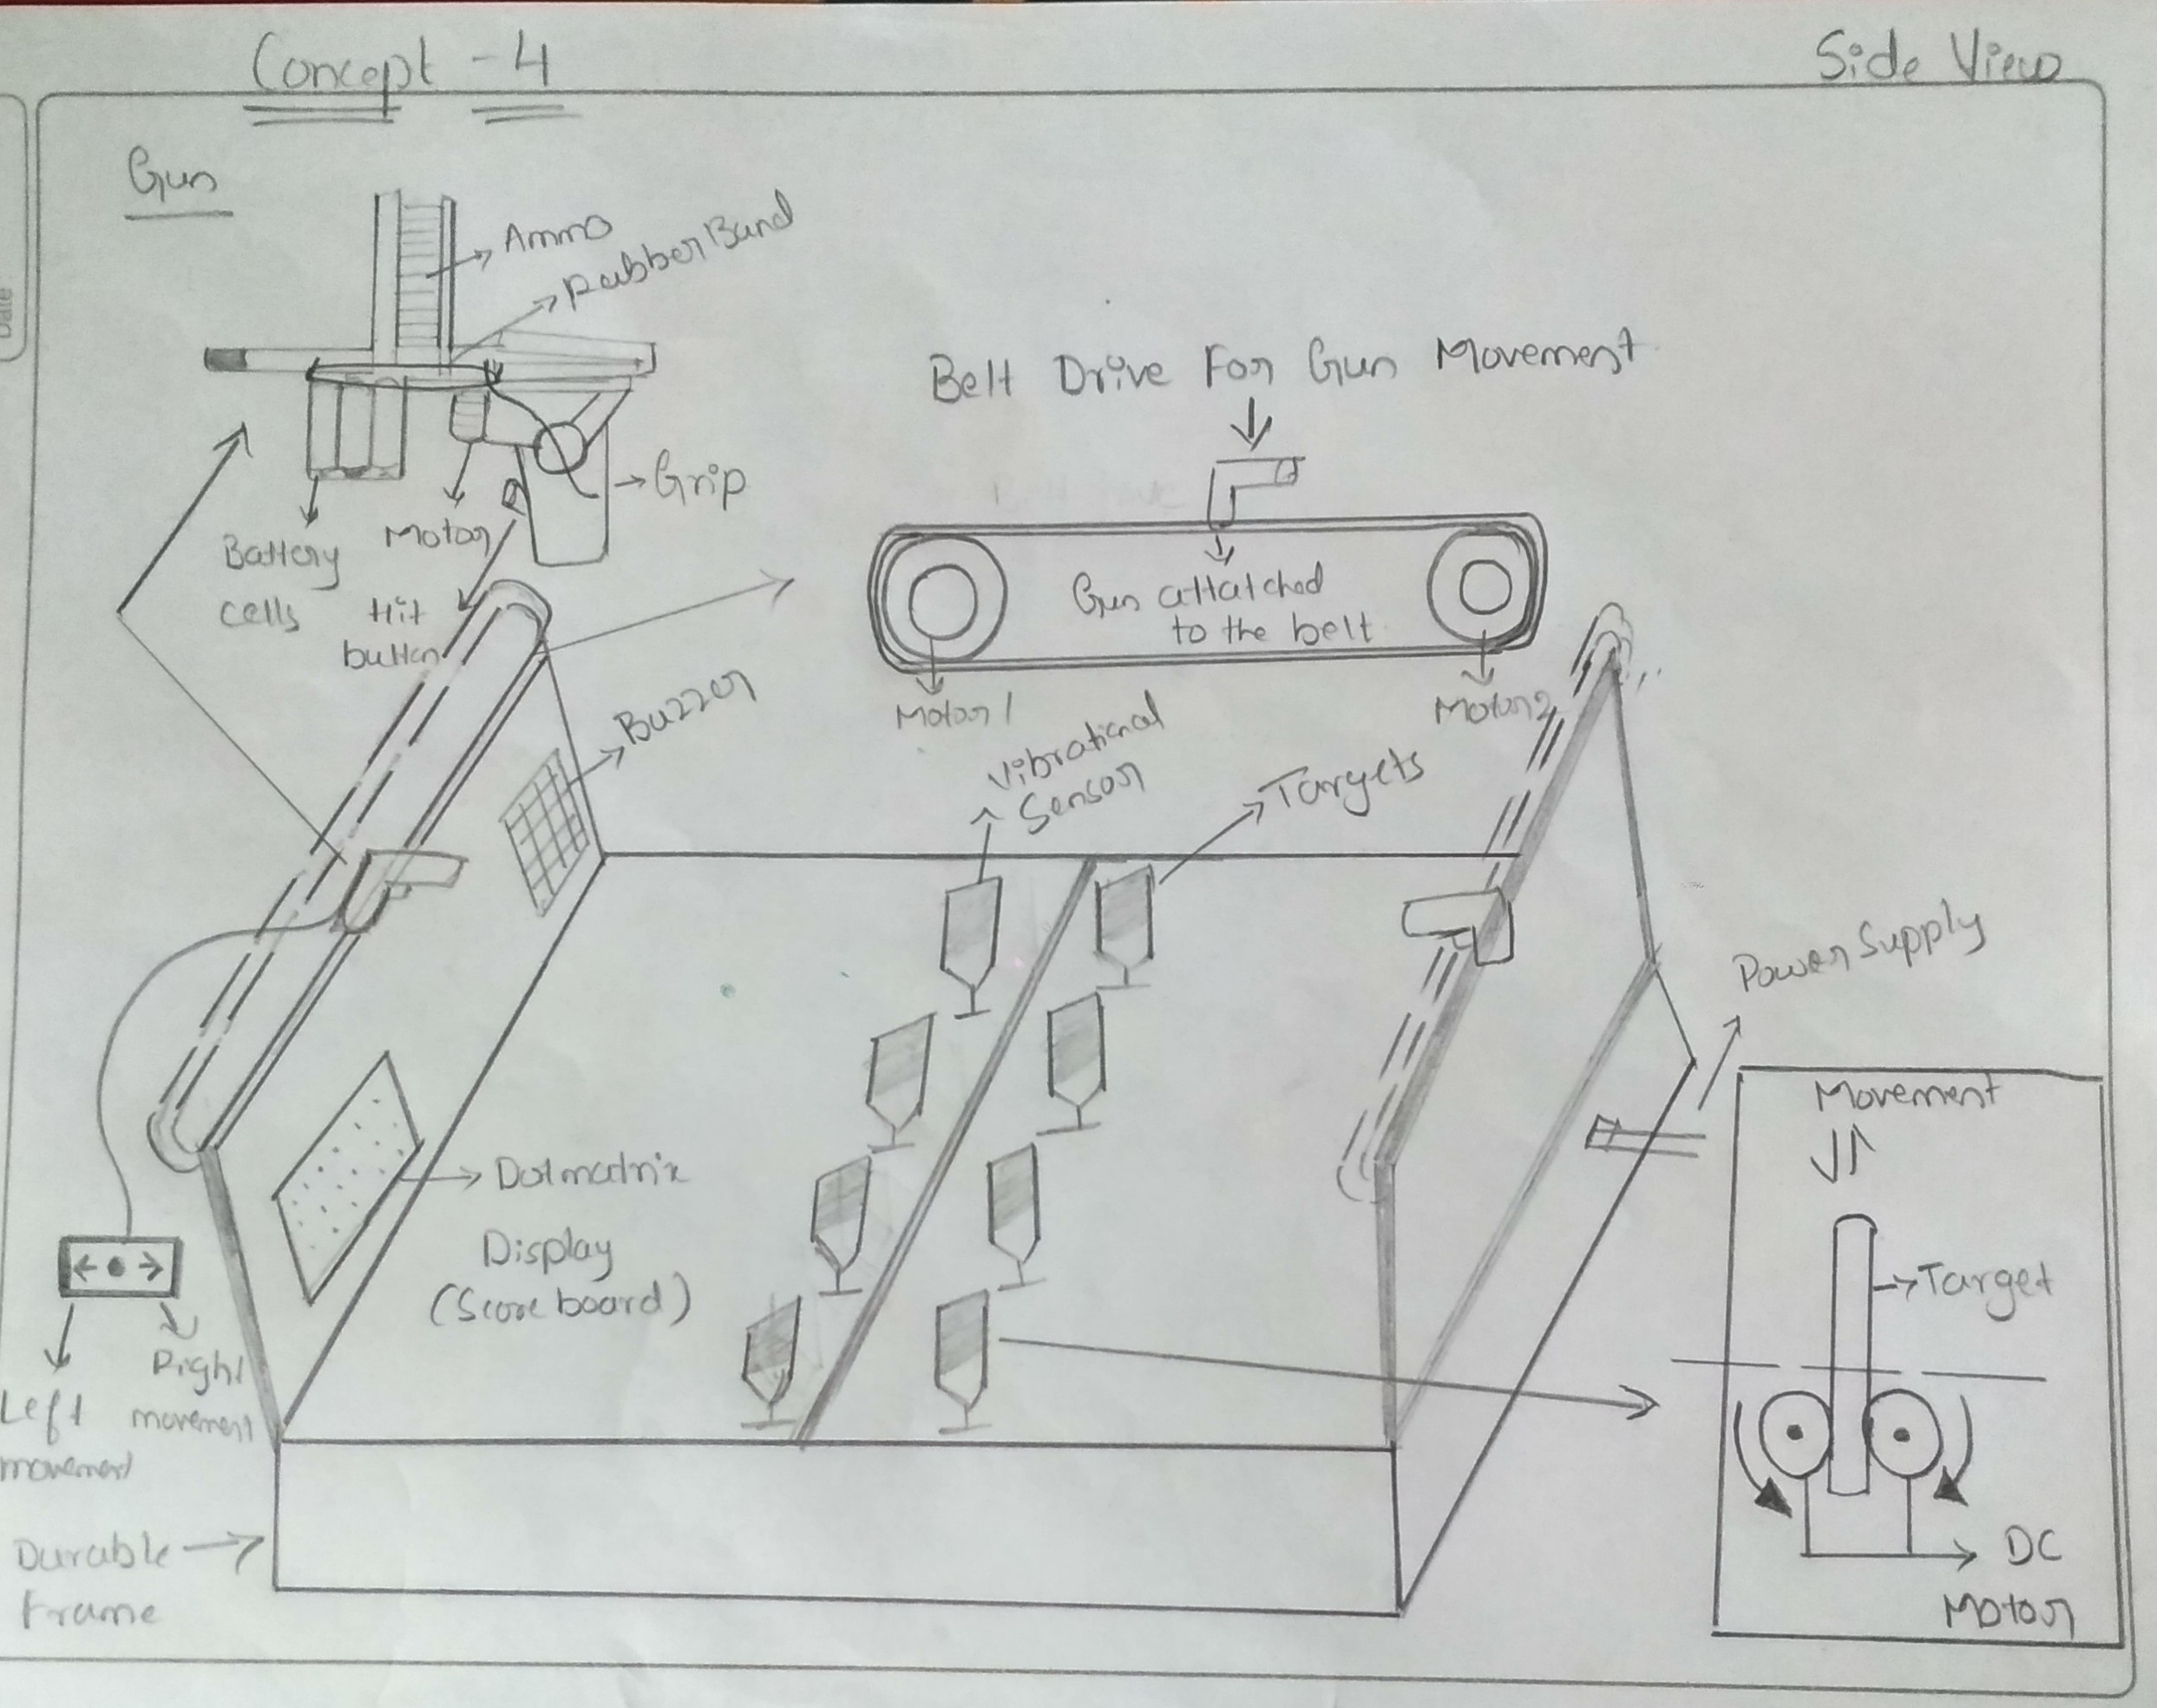 Concept - 4
Side View
Date
Gun
Ammo
Rubber Band
Grip
Battery
cells
Motor
Hit
button
Belt Drive For Gun Movement
Gun attatched
to the belt
Motor 1
Motor 2
Buzzer
Vibrational
Sensor
Targets
Power Supply
Dotmatrix
Display
(Score board)
Left
movement
Right
movement
Durable
Frame
Movement
Target
DC
Motor